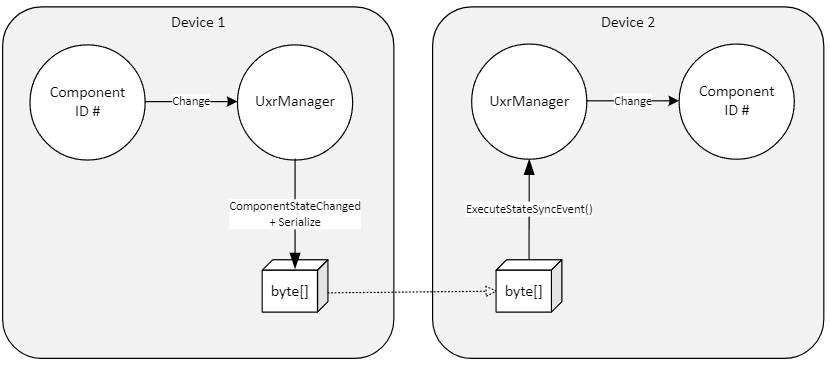 Device 1
Component
ID #
Change
UxrManager
ComponentStateChanged
+ Serialize
byte[]
Device 2
UxrManager
Change
Component
ID #
ExecuteStateSyncEvent()
byte[]